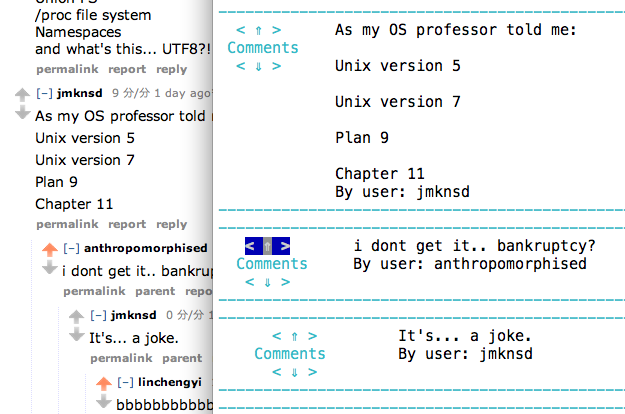 /proc file system
Namespaces
and what's this... UTF8?!
permalink report reply
[–] jmknsd 9 分/分 1 day ago*
As my OS professor told
Unix version 5
Unix version 7
Plan 9
Chapter 11
permalink report reply
[–] anthropomorphised
i dont get it.. bankrup
permalink parent repo
[–] jmknsd 0 分/分 1
It's... a joke.
permalink parent
[–] linchengyi
bbbbbbbbbbb
< ⇑ > As my OS professor told me:
Comments
< ⇓ > Unix version 5
Unix version 7
Plan 9
Chapter 11
By user: jmknsd
< ⇑ > i dont get it.. bankruptcy?
Comments By user: anthropomorphised
< ⇓ >
< ⇑ > It's... a joke.
Comments By user: jmknsd
< ⇓ >